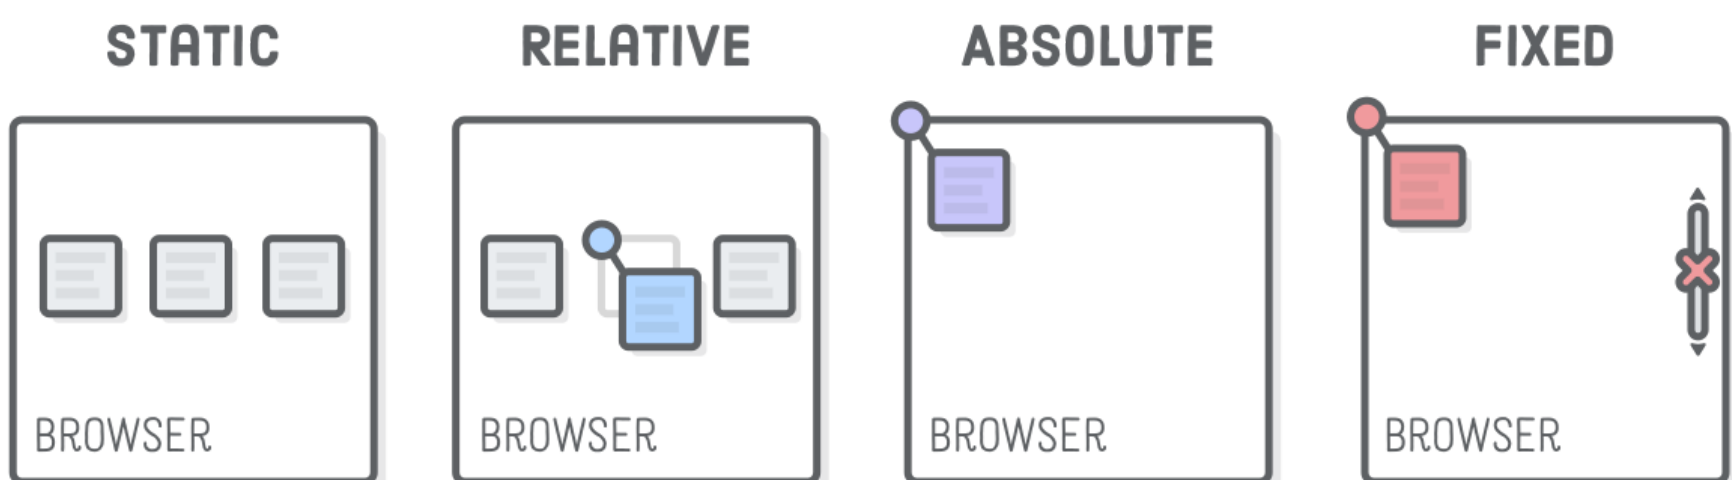 STATIC
RELATIVE
ABSOLUTE
FIXED
BROWSER
BROWSER
BROWSER
BROWSER